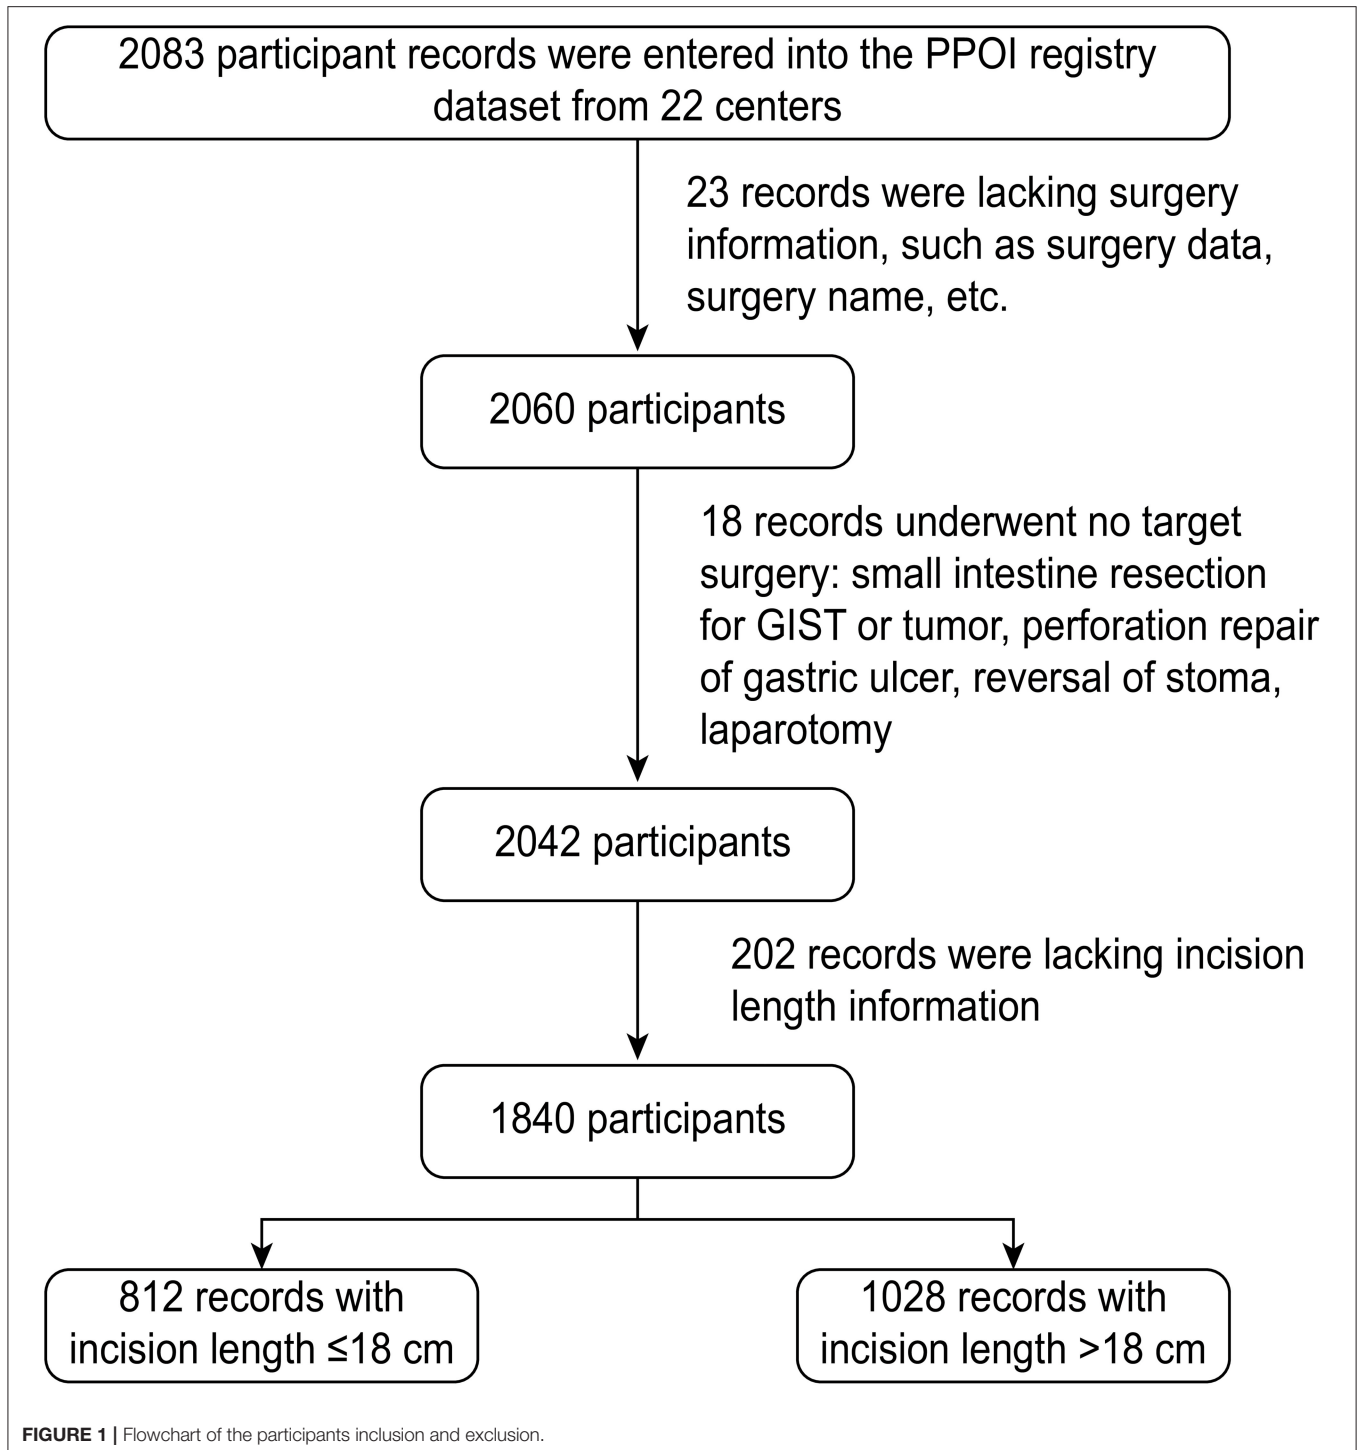 2083 participant records were entered into the PPOI registry
dataset from 22 centers
23 records were lacking surgery
information, such as surgery data,
surgery name, etc.
2060 participants
18 records underwent no target
surgery: small intestine resection
for GIST or tumor, perforation repair
of gastric ulcer, reversal of stoma,
laparotomy
2042 participants
202 records were lacking incision
length information
1840 participants
812 records with
incision length ≤18 cm
1028 records with
incision length >18 cm
FIGURE 1 | Flowchart of the participants inclusion and exclusion.